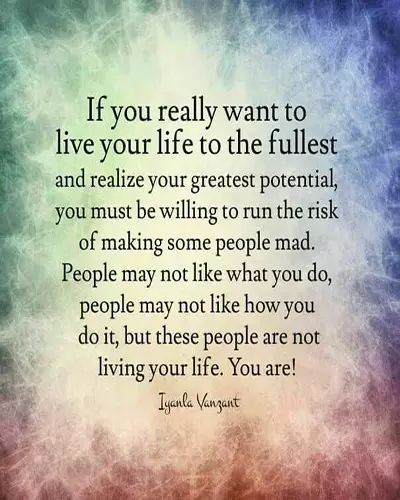 If you really want to
live your life to the fullest
and realize your greatest potential,
you must be willing to run the risk
of making some people mad.
People may not like what you do,
people may not like how you
do it, but these people are not
living your life. You are!
Iyanla Vanzant